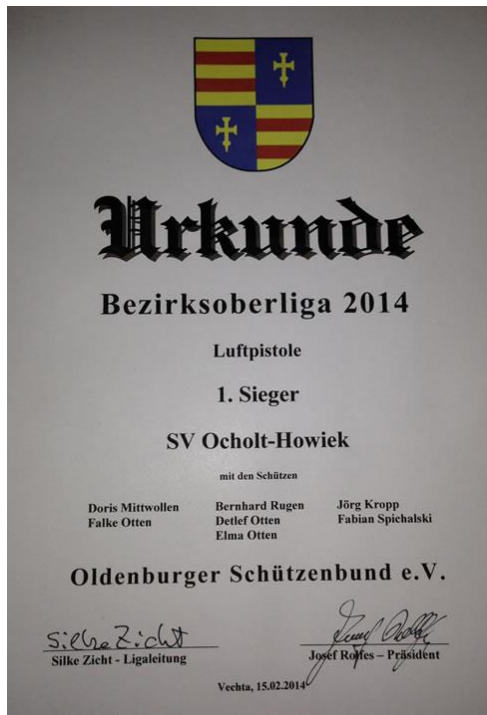 Urkunde
Bezirksoberliga 2014
Luftpistole
1. Sieger
SV Ocholt-Howiek
mit den Schützen
Doris Mittwollen Bernhard Rugen Jörg Kropp
Falke Otten Detlef Otten Fabian Spichalski
Elma Otten
Oldenburger Schützenbund e.V.
Silke Zicht
Silke Zicht - Ligaleitung Josef Rolfes – Präsident
Vechta, 15.02.2014